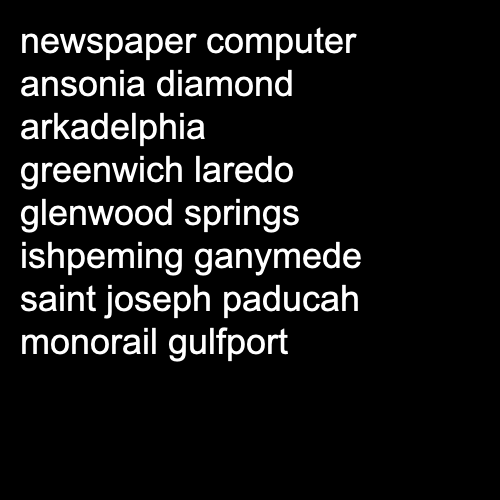 newspaper computer
ansonia diamond
arkadelphia
greenwich laredo
glenwood springs
ishpeming ganymede
saint joseph paducah
monorail gulfport